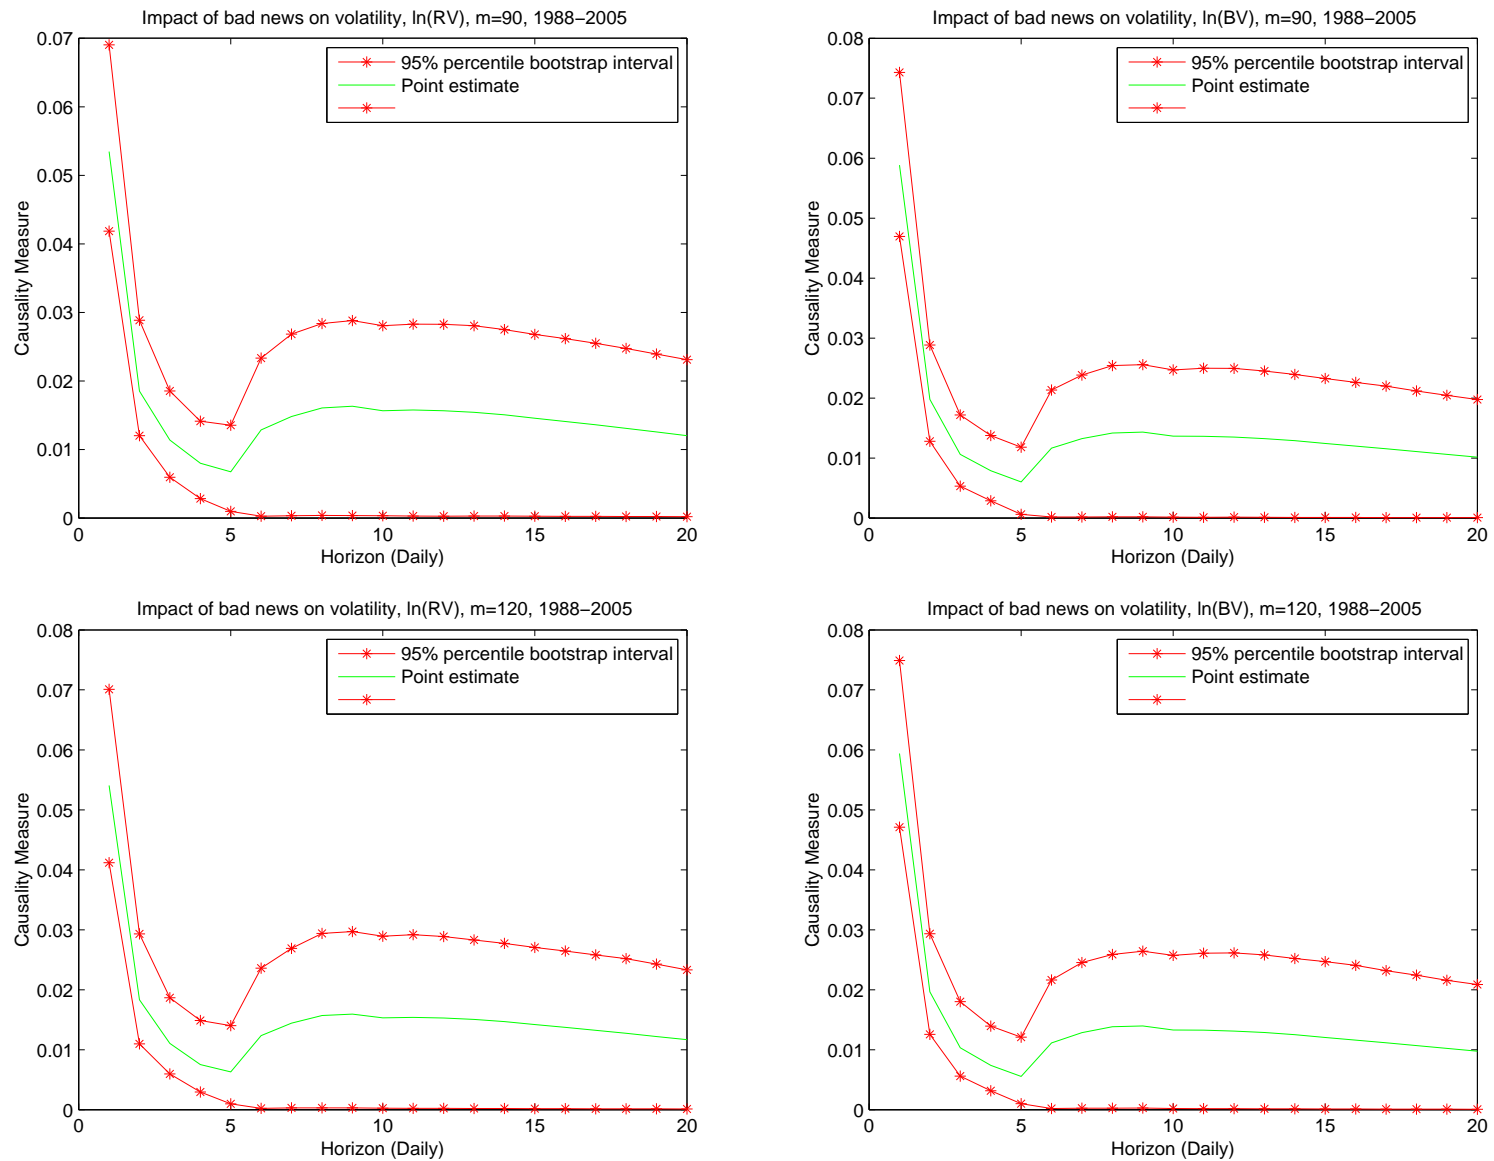 Impact of bad news on volatility, ln(RV), m=90, 1988−2005
0.07
0.06
0.05
0.04
0.03
0.02
0.01
0
Causality Measure
95% percentile bootstrap interval
Point estimate
0 5 10 15 20
Horizon (Daily)
Impact of bad news on volatility, ln(BV), m=90, 1988−2005
0.08
0.07
0.06
0.05
0.04
0.03
0.02
0.01
0
Causality Measure
95% percentile bootstrap interval
Point estimate
0 5 10 15 20
Horizon (Daily)
Impact of bad news on volatility, ln(RV), m=120, 1988−2005
0.08
0.07
0.06
0.05
0.04
0.03
0.02
0.01
0
Causality Measure
95% percentile bootstrap interval
Point estimate
0 5 10 15 20
Horizon (Daily)
Impact of bad news on volatility, ln(BV), m=120, 1988−2005
0.08
0.07
0.06
0.05
0.04
0.03
0.02
0.01
0
Causality Measure
95% percentile bootstrap interval
Point estimate
0 5 10 15 20
Horizon (Daily)